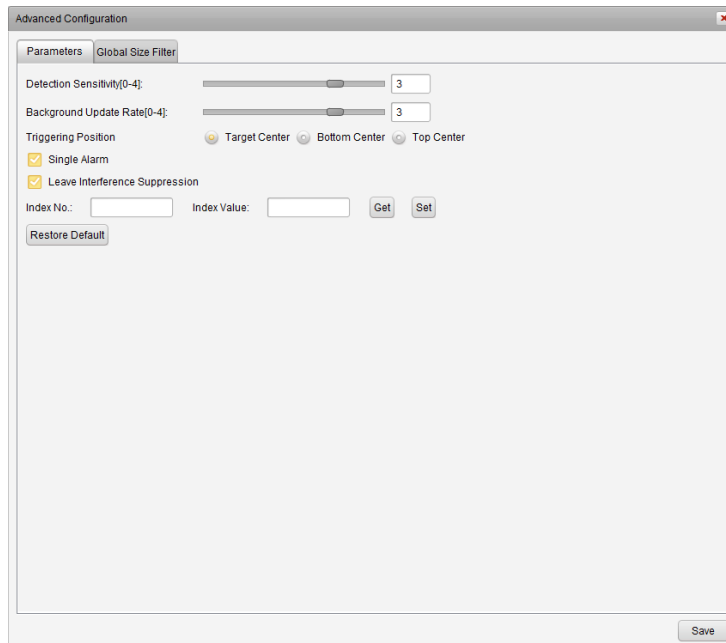 Advanced Configuration
Parameters Global Size Filter
Detection Sensitivity[0-4]: 3
Background Update Rate[0-4]: 3
Triggering Position Target Center Bottom Center Top Center
Single Alarm
Leave Interference Suppression
Index No.: Index Value: Get Set
Restore Default
Save